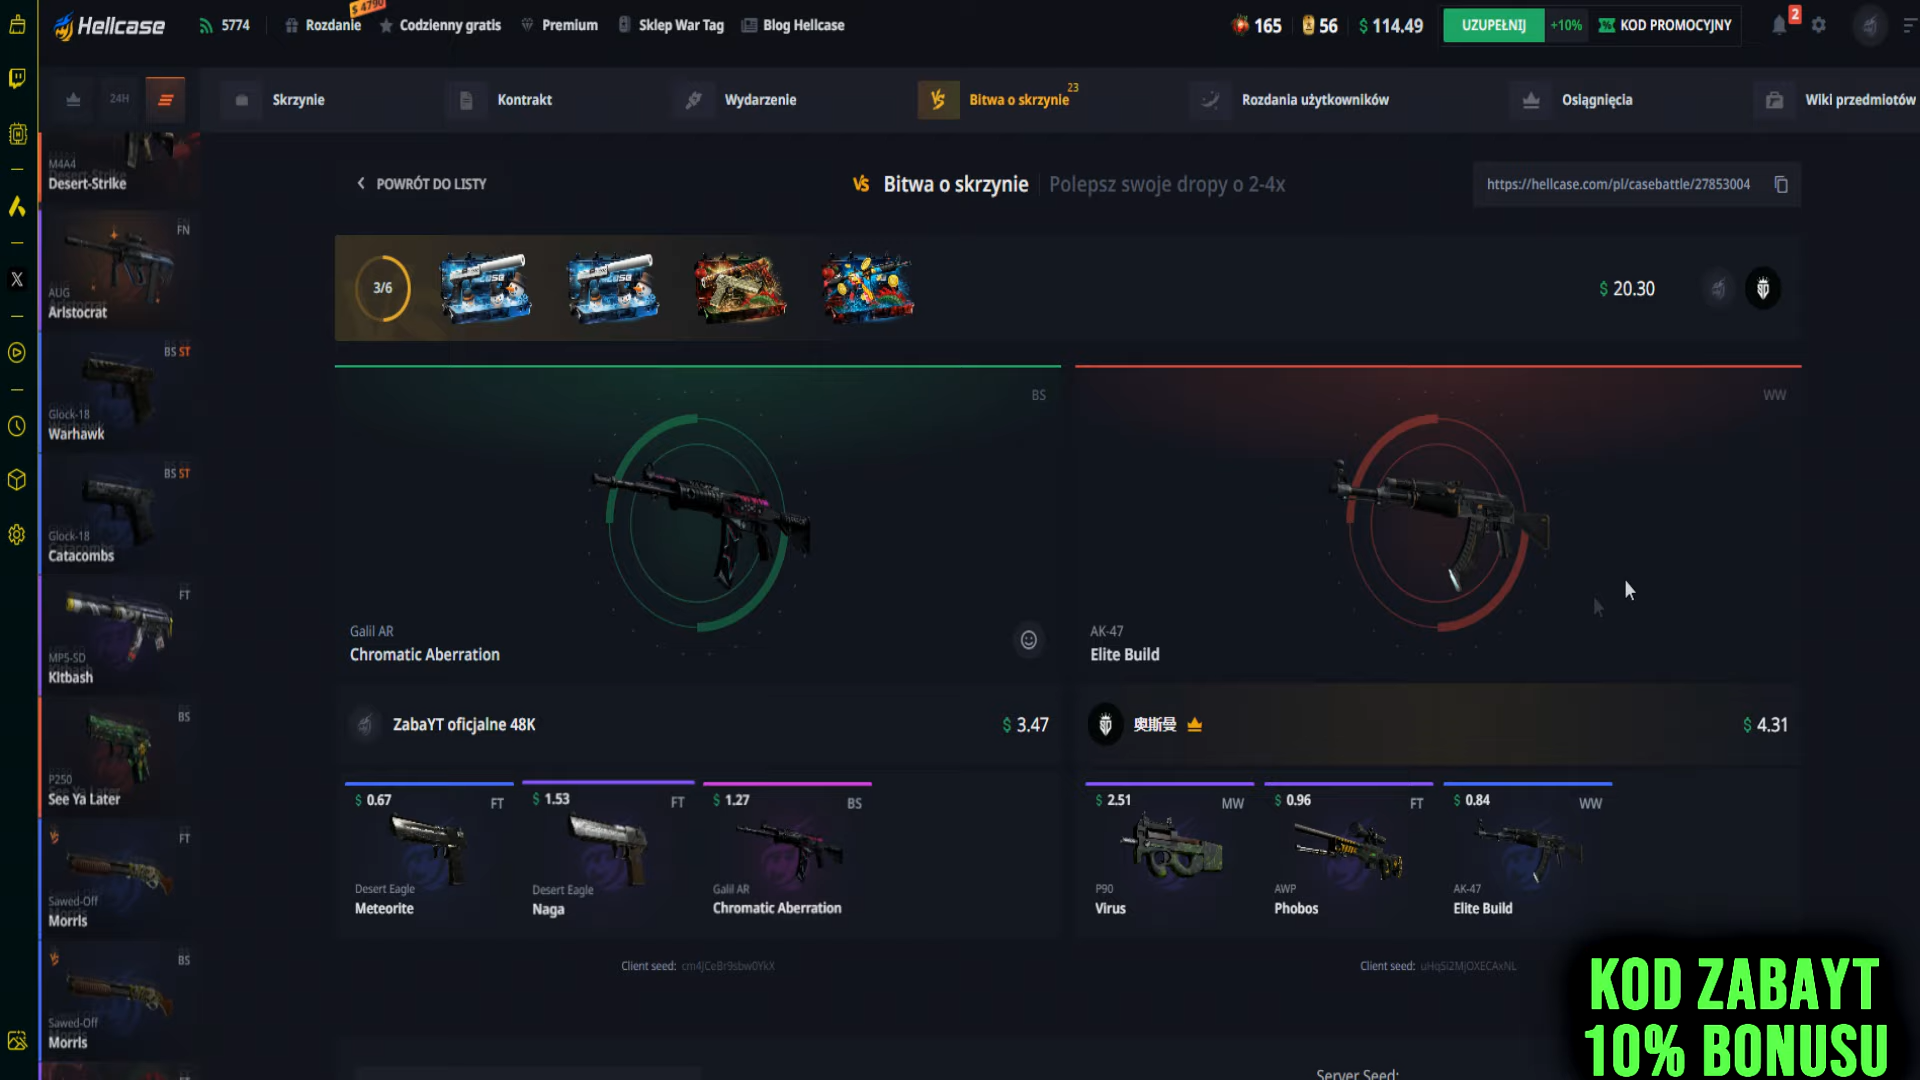 Hellcase
5774
Rozdanie
$ 4790
Codzienny gratis
Premium
Sklep War Tag
Blog Hellcase
165
56
$ 114.49
UZUPEŁNIJ
+10%
KOD PROMOCYJNY
2
24H
Skrzynie
Kontrakt
Wydarzenie
Bitwa o skrzynie
23
Rozdania użytkowników
Osiągnięcia
Wiki przedmiotów
M4A4
Desert-Strike
FN
AUG
Aristocrat
BS ST
Glock-18
Warhawk
BS ST
Glock-18
Catacombs
FT
MP5-SD
Kitbash
BS
P250
See Ya Later
FT
Sawed-Off
Morris
BS
Sawed-Off
Morris
POWRÓT DO LISTY
VS Bitwa o skrzynie
Polepsz swoje dropy o 2-4x
https://hellcase.com/pl/casebattle/27853004
3/6
$ 20.30
BS
Galil AR
Chromatic Aberration
WW
AK-47
Elite Build
ZabaYT oficjalne 48K
$ 3.47
奥斯曼
$ 4.31
$ 0.67
FT
Desert Eagle
Meteorite
$ 1.53
FT
Desert Eagle
Naga
$ 1.27
BS
Galil AR
Chromatic Aberration
$ 2.51
MW
P90
Virus
$ 0.96
FT
AWP
Phobos
$ 0.84
WW
AK-47
Elite Build
Client seed: cm4JCeBr9sbw0YkX
Client seed:
Server Seed:
KOD ZABAYT
10% BONUSU